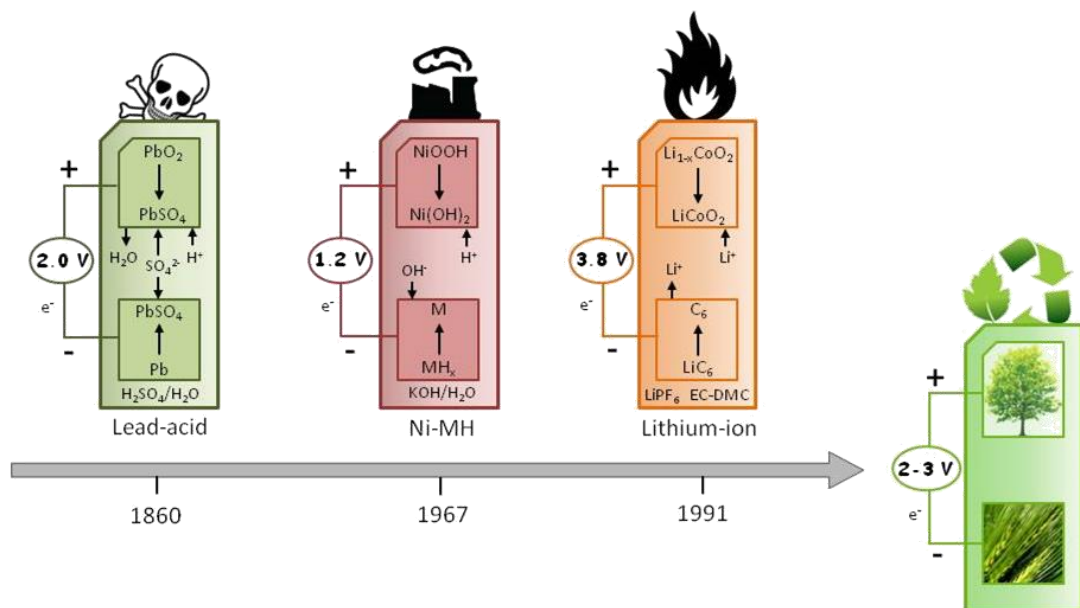 +
PbO₂
PbSO₄
2.0 V
H₂O
SO₄²⁻
H⁺
e⁻
PbSO₄
Pb
-
H₂SO₄/H₂O
Lead-acid
+
NiOOH
Ni(OH)₂
1.2 V
H⁺
OH⁻
e⁻
M
MHₓ
-
KOH/H₂O
Ni-MH
+
Li₁₋ₓCoO₂
LiCoO₂
3.8 V
Li⁺
Li⁺
e⁻
C₆
LiC₆
-
LiPF₆ EC-DMC
Lithium-ion
+
2-3 V
e⁻
-
1860
1967
1991